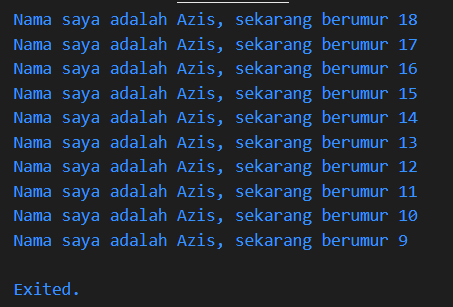 Nama saya adalah Azis, sekarang berumur 18
Nama saya adalah Azis, sekarang berumur 17
Nama saya adalah Azis, sekarang berumur 16
Nama saya adalah Azis, sekarang berumur 15
Nama saya adalah Azis, sekarang berumur 14
Nama saya adalah Azis, sekarang berumur 13
Nama saya adalah Azis, sekarang berumur 12
Nama saya adalah Azis, sekarang berumur 11
Nama saya adalah Azis, sekarang berumur 10
Nama saya adalah Azis, sekarang berumur 9
Exited.